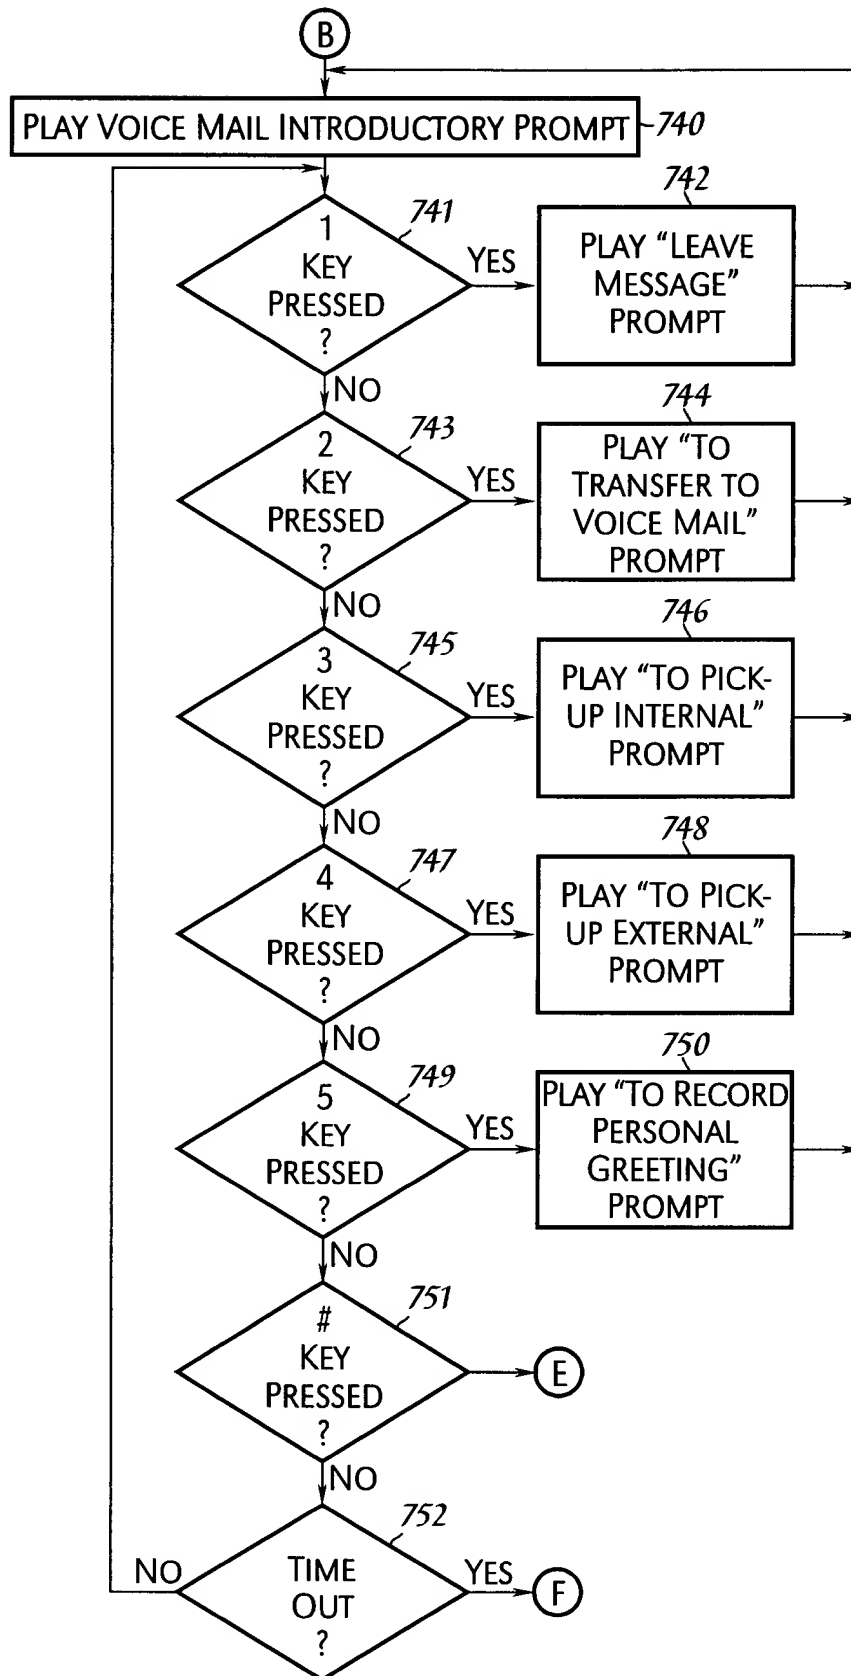 B
PLAY VOICE MAIL INTRODUCTORY PROMPT
740
741
1
KEY
PRESSED
?
YES
742
PLAY “LEAVE
MESSAGE”
PROMPT
NO
743
2
KEY
PRESSED
?
YES
744
PLAY “TO
TRANSFER TO
VOICE MAIL”
PROMPT
NO
745
3
KEY
PRESSED
?
YES
746
PLAY “TO PICK-
UP INTERNAL”
PROMPT
NO
747
4
KEY
PRESSED
?
YES
748
PLAY “TO PICK-
UP EXTERNAL”
PROMPT
NO
749
5
KEY
PRESSED
?
YES
750
PLAY “TO RECORD
PERSONAL
GREETING”
PROMPT
NO
751
#
KEY
PRESSED
?
E
NO
752
TIME
OUT
?
NO
YES
F